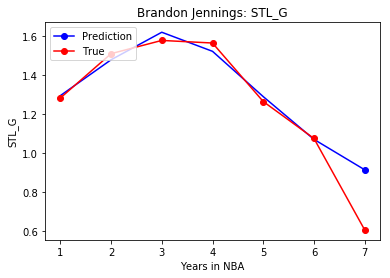 Brandon Jennings: STL_G
Prediction
True
1.6
1.4
1.2
1.0
0.8
0.6
STL_G
1 2 3 4 5 6 7
Years in NBA